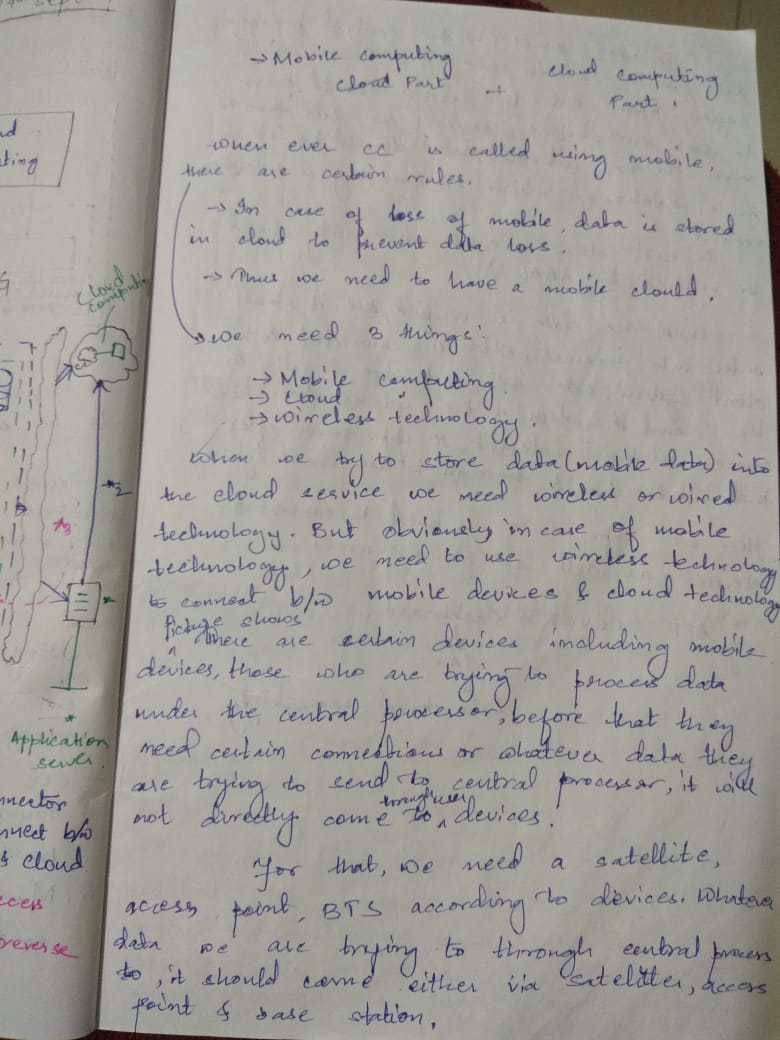 → Mobile computing
cloud Part + cloud computing
Part.
when ever cc is called using mobile,
there are certain rules.
→ In case of loss of mobile, data is stored
in cloud to prevent data loss.
→ Thus we need to have a mobile clould.
→ we need 3 things:
→ Mobile computing
→ cloud "
→ wireless technology.
When we try to store data (mobile data) into
the cloud service we need wireless or wired
technology. But obviously in case of mobile
technology, we need to use wireless technology
to connect b/w mobile devices & cloud technology
Picture shows
There are certain devices including mobile
devices, those who are trying to process data
under the central processor, before that they
need certain connections or whatever data they
are trying to send to central processor, it will
not directly come to through user devices.
For that, we need a satellite,
access point, BTS according to devices. Whatever
data we are trying to through central process
to, it should come either via satelitter, access
point & base station.
ting
cloud
computi
*2
*3
*
Application
server.
nnect b/w
cloud
reverse